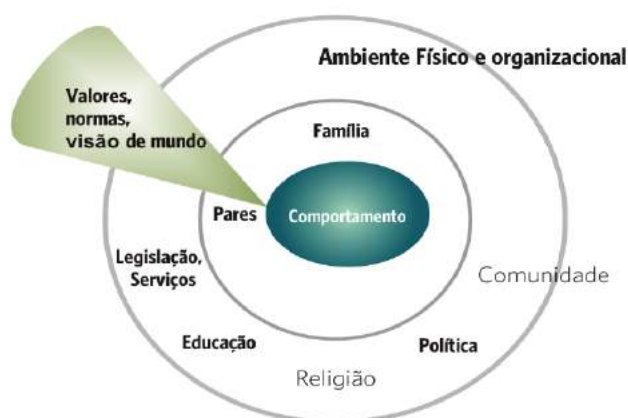 Ambiente Físico e organizacional
Valores,
normas,
visão de mundo
Família
Pares
Comportamento
Legislação,
Serviços
Comunidade
Educação
Política
Religião